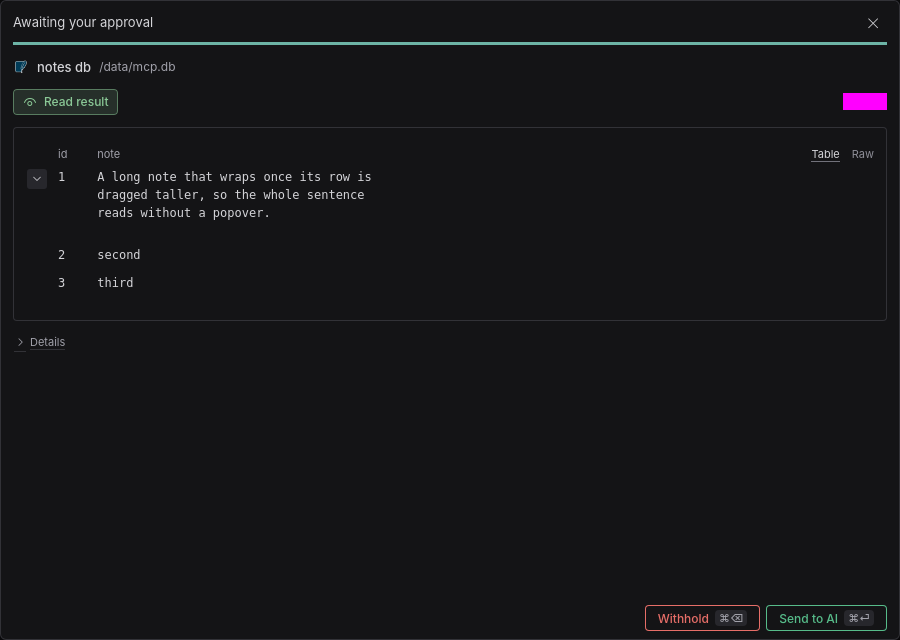 Awaiting your approval
notes db /data/mcp.db
Read result
id note Table Raw
1 A long note that wraps once its row is
dragged taller, so the whole sentence
reads without a popover.
2 second
3 third
Details
Withhold ⌘⌫ Send to AI ⌘⏎